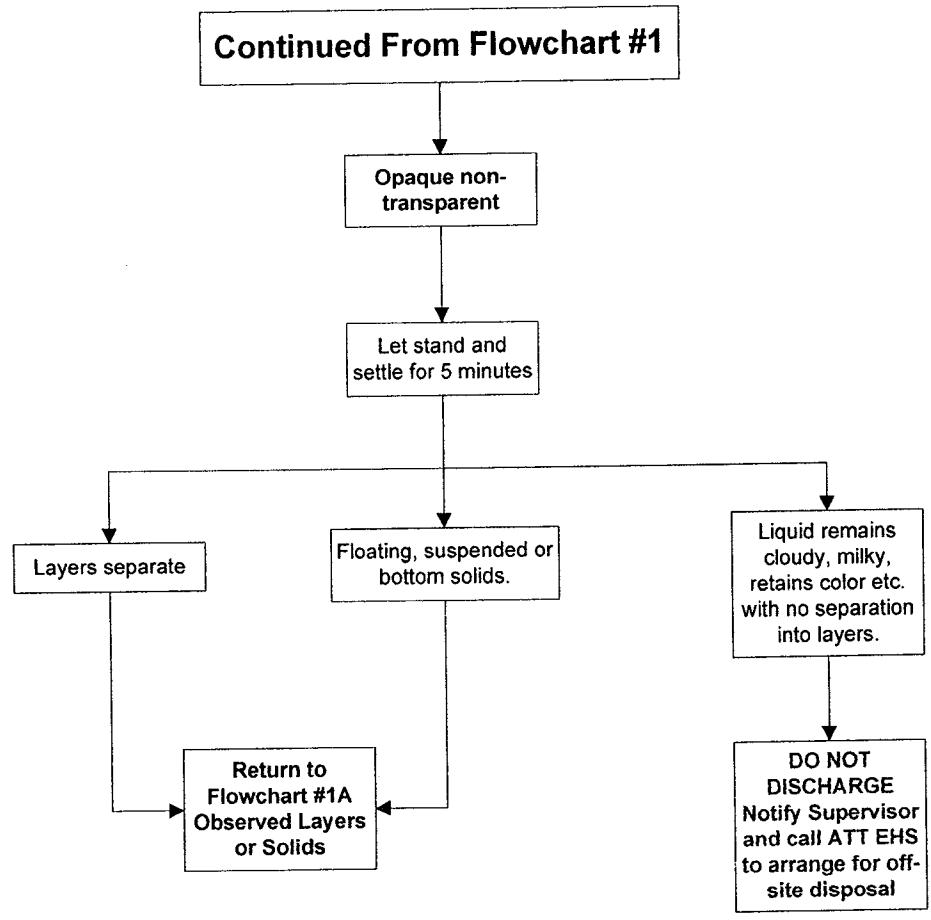 Continued From Flowchart #1
Opaque non-
transparent
Let stand and
settle for 5 minutes
Layers separate
Floating, suspended or
bottom solids.
Liquid remains
cloudy, milky,
retains color etc.
with no separation
into layers.
Return to
Flowchart #1A
Observed Layers
or Solids
DO NOT
DISCHARGE
Notify Supervisor
and call ATT EHS
to arrange for off-
site disposal